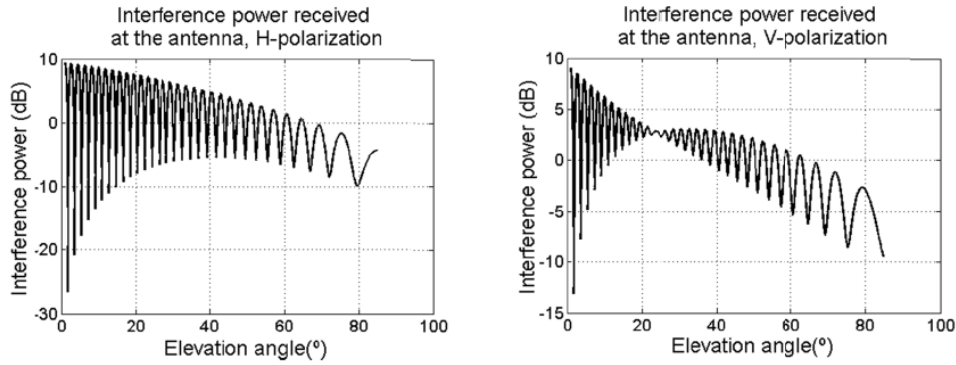 Interference power received
at the antenna, H-polarization
Interference power (dB)
10
0
-10
-20
-30
0
20
40
60
80
100
Elevation angle(º)
Interference power received
at the antenna, V-polarization
Interference power (dB)
10
5
0
-5
-10
-15
0
20
40
60
80
100
Elevation angle(º)